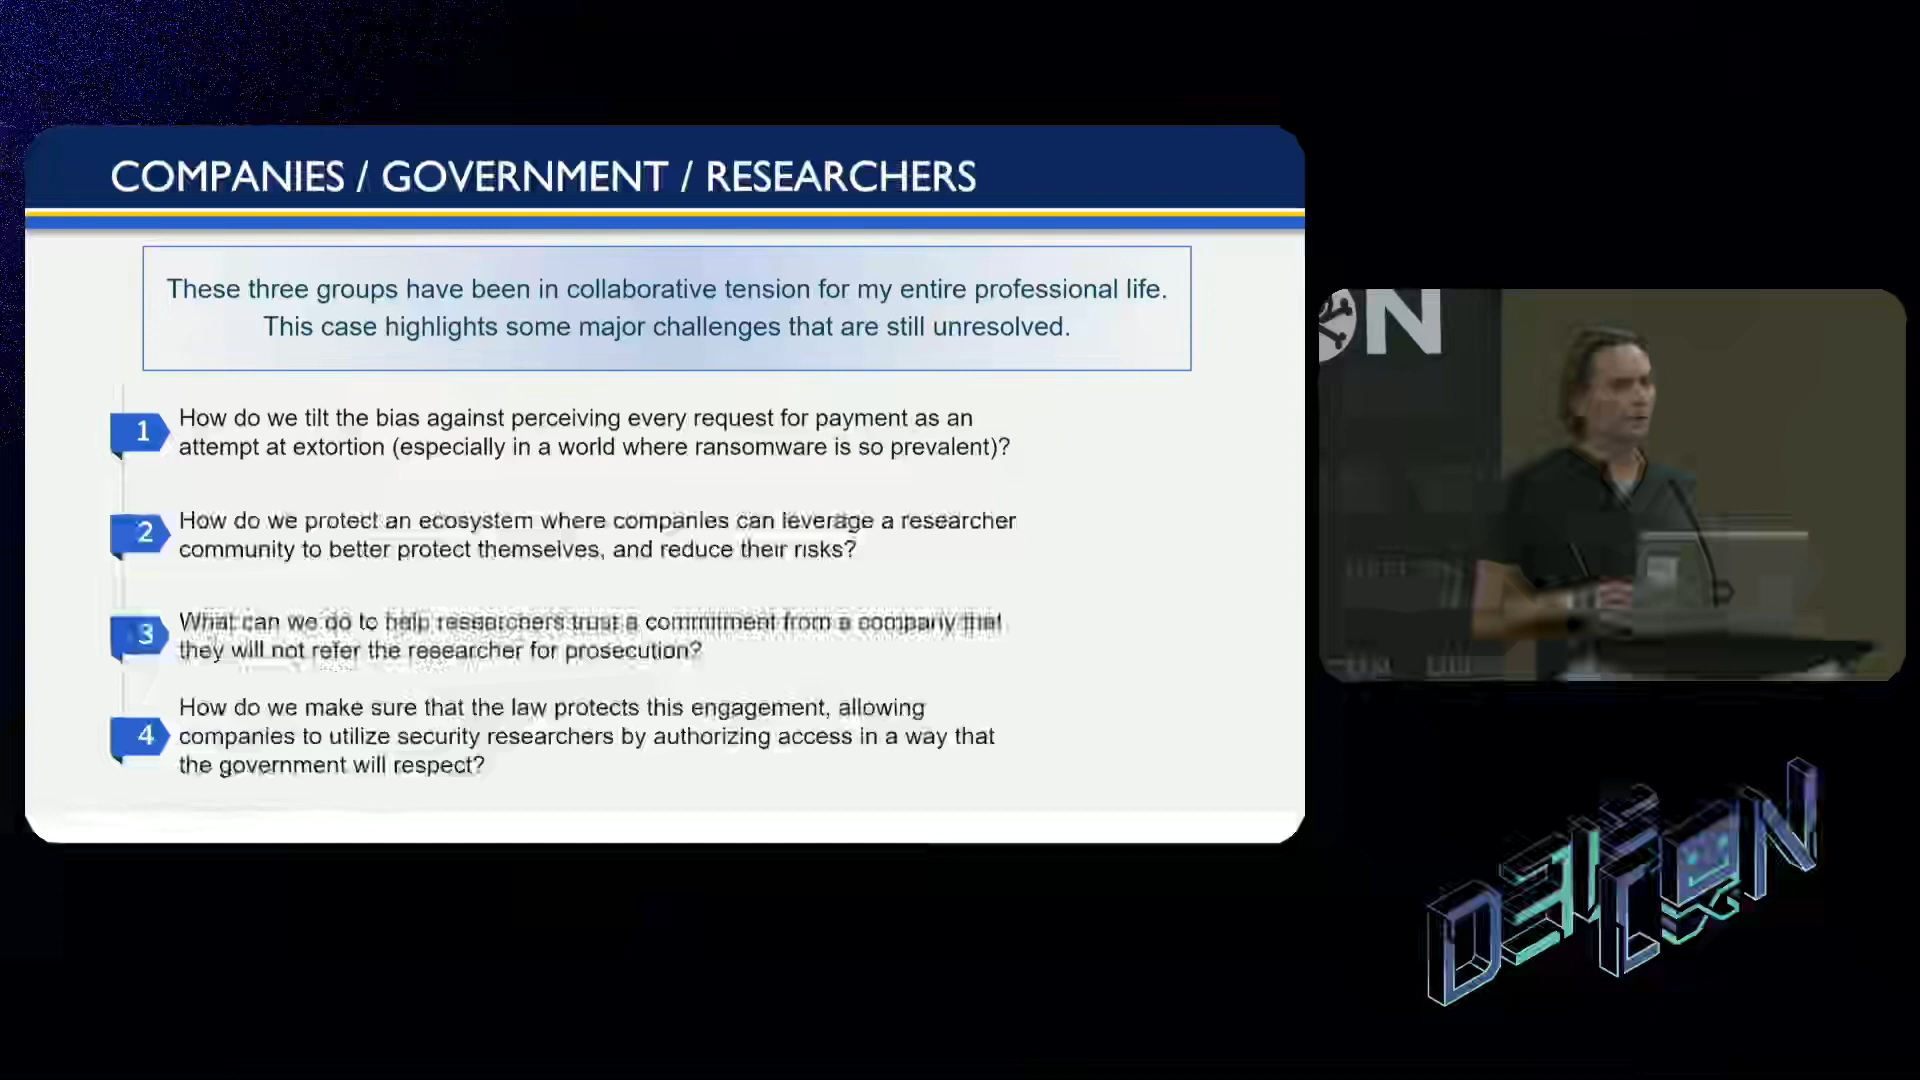 COMPANIES / GOVERNMENT / RESEARCHERS
These three groups have been in collaborative tension for my entire professional life.
This case highlights some major challenges that are still unresolved.
1
How do we tilt the bias against perceiving every request for payment as an
attempt at extortion (especially in a world where ransomware is so prevalent)?
2
How do we protect an ecosystem where companies can leverage a researcher
community to better protect themselves, and reduce their risks?
3
What can we do to help researchers trust a commitment from a company that
they will not refer the researcher for prosecution?
4
How do we make sure that the law protects this engagement, allowing
companies to utilize security researchers by authorizing access in a way that
the government will respect?
N
DEF
CON